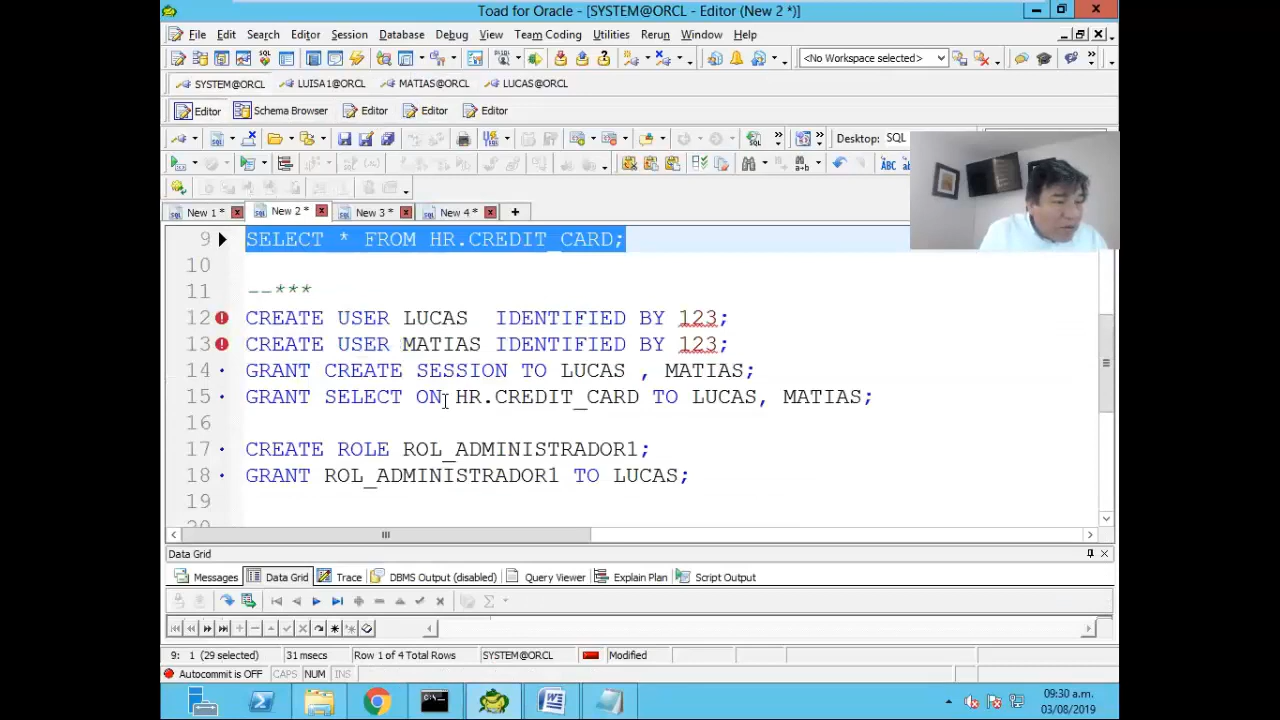 Toad for Oracle - [SYSTEM@ORCL - Editor (New 2 *)]
File Edit Search Editor Session Database Debug View Team Coding Utilities Rerun Window Help
<No Workspace selected>
SYSTEM@ORCL LUISA1@ORCL MATIAS@ORCL LUCAS@ORCL
Editor Schema Browser Editor Editor Editor
Desktop: SQL
New 1 * New 2 * New 3 * New 4 *
9 SELECT * FROM HR.CREDIT_CARD;
10
11 --***
12 CREATE USER LUCAS IDENTIFIED BY 123;
13 CREATE USER MATIAS IDENTIFIED BY 123;
14 GRANT CREATE SESSION TO LUCAS , MATIAS;
15 GRANT SELECT ON HR.CREDIT_CARD TO LUCAS, MATIAS;
16
17 CREATE ROLE ROL_ADMINISTRADOR1;
18 GRANT ROL_ADMINISTRADOR1 TO LUCAS;
19
20
Data Grid
Messages Data Grid Trace DBMS Output (disabled) Query Viewer Explain Plan Script Output
9: 1 (29 selected) 31 msecs Row 1 of 4 Total Rows SYSTEM@ORCL Modified
Autocommit is OFF CAPS NUM INS
09:30 a.m.
03/08/2019